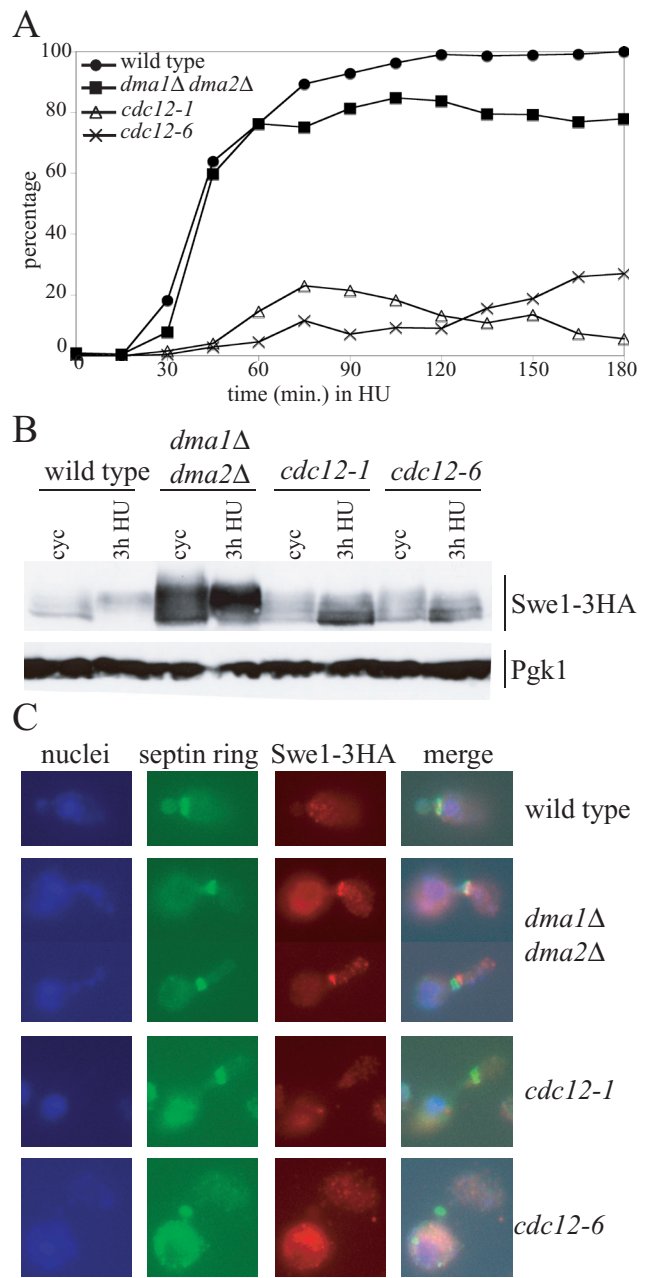 A
100
80
60
40
20
0
percentage
wild type
dma1Δ dma2Δ
cdc12-1
cdc12-6
0 30 60 90 120 150 180
time (min.) in HU
B
wild type
dma1Δ
dma2Δ
cdc12-1
cdc12-6
cyc 3h HU cyc 3h HU cyc 3h HU cyc 3h HU
Swe1-3HA
Pgk1
C
nuclei septin ring Swe1-3HA merge
wild type
dma1Δ
dma2Δ
cdc12-1
cdc12-6